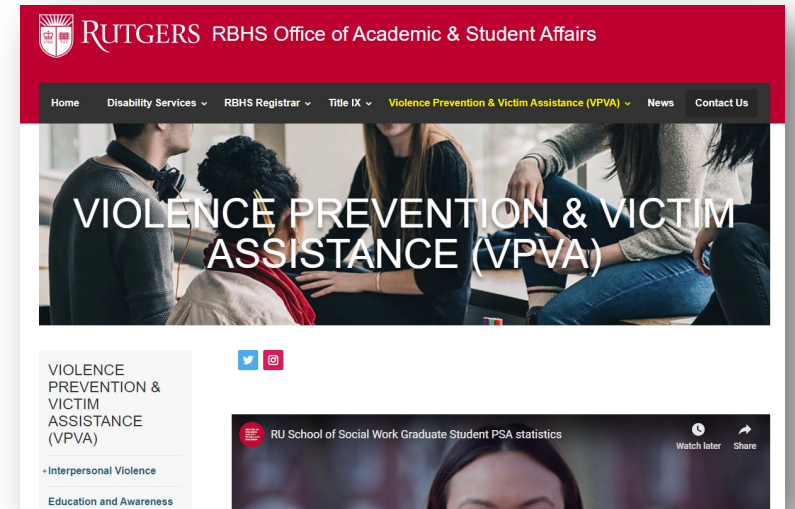 RUTGERS RBHS Office of Academic & Student Affairs
Home Disability Services RBHS Registrar Title IX Violence Prevention & Victim Assistance (VPVA) News Contact Us
VIOLENCE PREVENTION & VICTIM
ASSISTANCE (VPVA)
VIOLENCE
PREVENTION &
VICTIM
ASSISTANCE
(VPVA)
+Interpersonal Violence
Education and Awareness
RU School of Social Work Graduate Student PSA statistics
Watch later Share